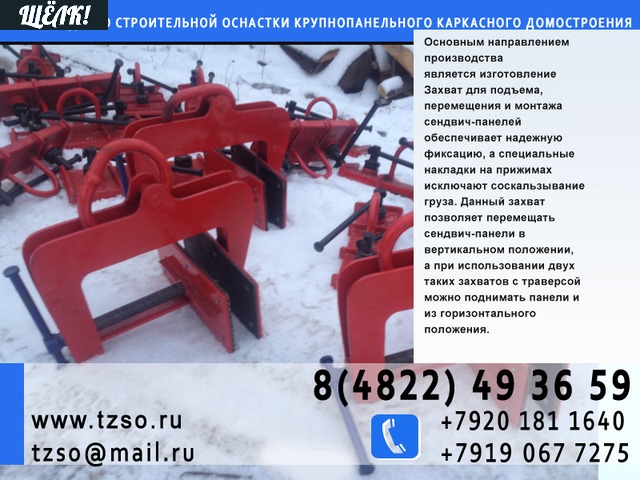 ЩЁЛК!
О СТРОИТЕЛЬНОЙ ОСНАСТКИ КРУПНОПАНЕЛЬНОГО КАРКАСНОГО ДОМОСТРОЕНИЯ
Основным направлением
производства
является изготовление
Захват для подъема,
перемещения и монтажа
сендвич-панелей
обеспечивает надежную
фиксацию, а специальные
накладки на прижимах
исключают соскальзывание
груза. Данный захват
позволяет перемещать
сендвич-панели в
вертикальном положении,
а при использовании двух
таких захватов с траверсой
можно поднимать панели и
из горизонтального
положения.
8(4822) 49 36 59
www.tzso.ru
+7920 181 1640
tzso@mail.ru
+7919 067 7275